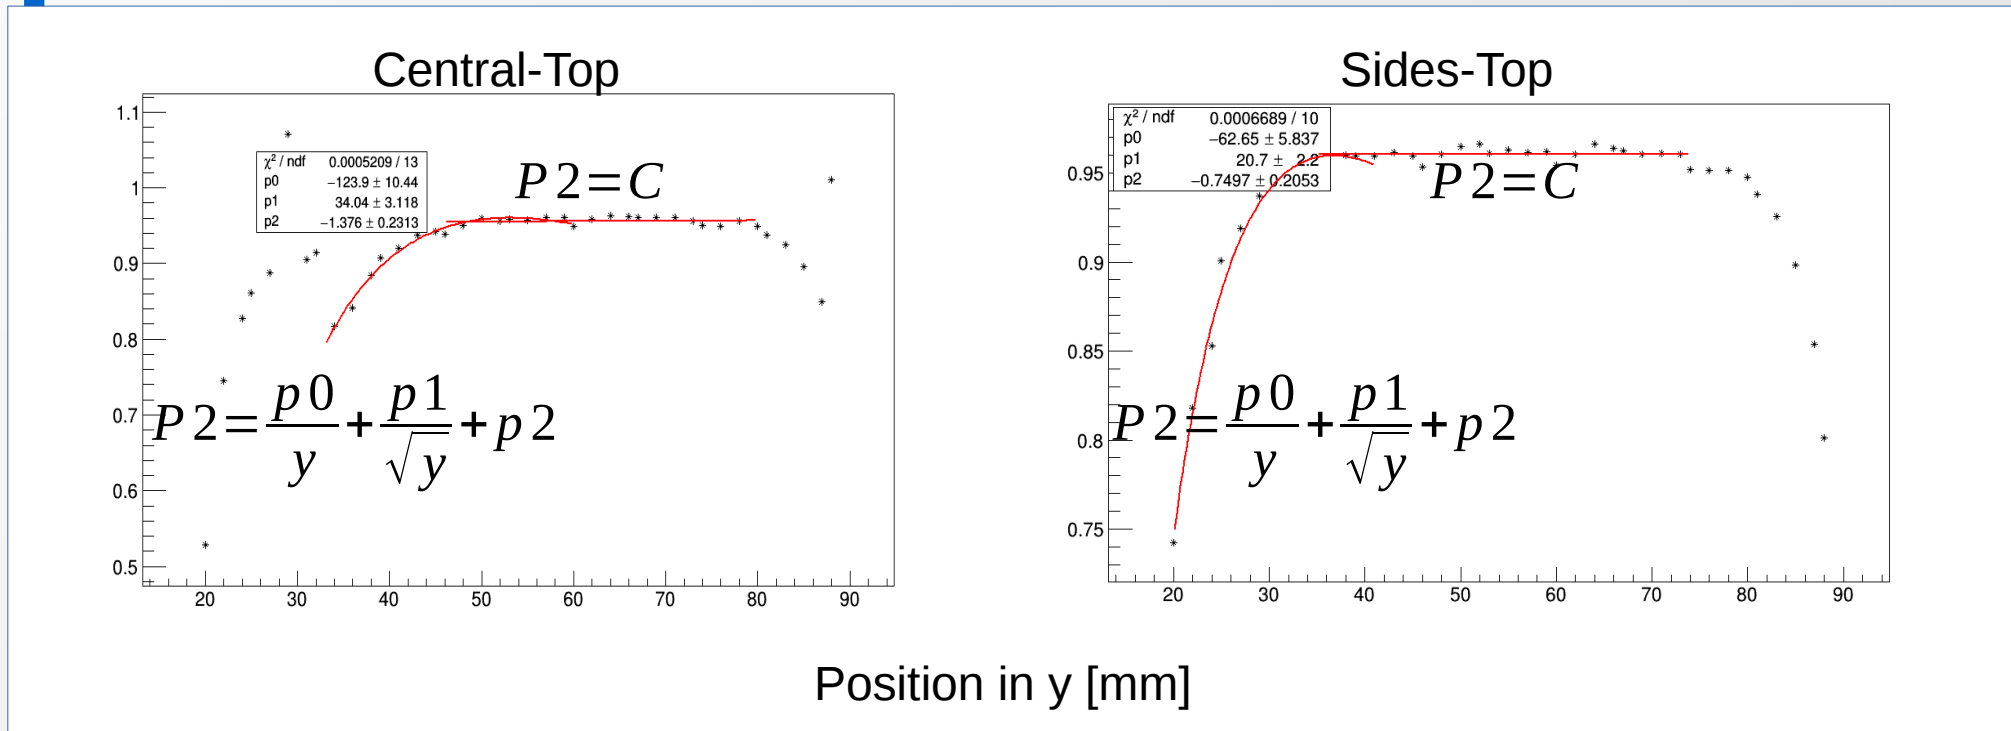 Central-Top
1.1
1
0.9
0.8
0.7
0.6
0.5
χ² / ndf 0.0005209 / 13
p0 −123.9 ± 10.44
p1 34.04 ± 3.118
p2 −1.376 ± 0.2313
P2=C
P2=p0/y+p1/√y+p2
20 30 40 50 60 70 80 90
Sides-Top
0.95
0.9
0.85
0.8
0.75
χ² / ndf 0.0006689 / 10
p0 −62.65 ± 5.837
p1 20.7 ± 2.2
p2 −0.7497 ± 0.2053
P2=C
P2=p0/y+p1/√y+p2
20 30 40 50 60 70 80 90
Position in y [mm]